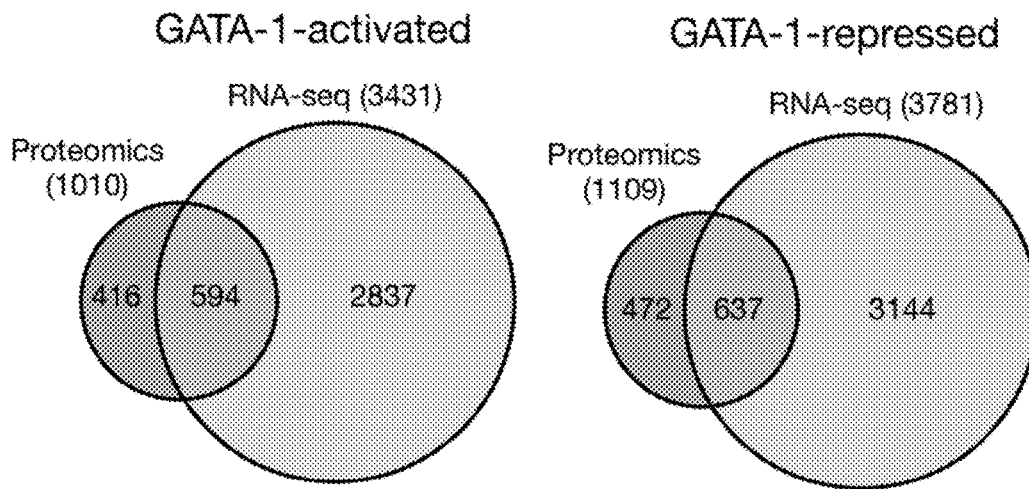 GATA-1-activated
RNA-seq (3431)
Proteomics
(1010)
416 594 2837
GATA-1-repressed
RNA-seq (3781)
Proteomics
(1109)
472 637 3144